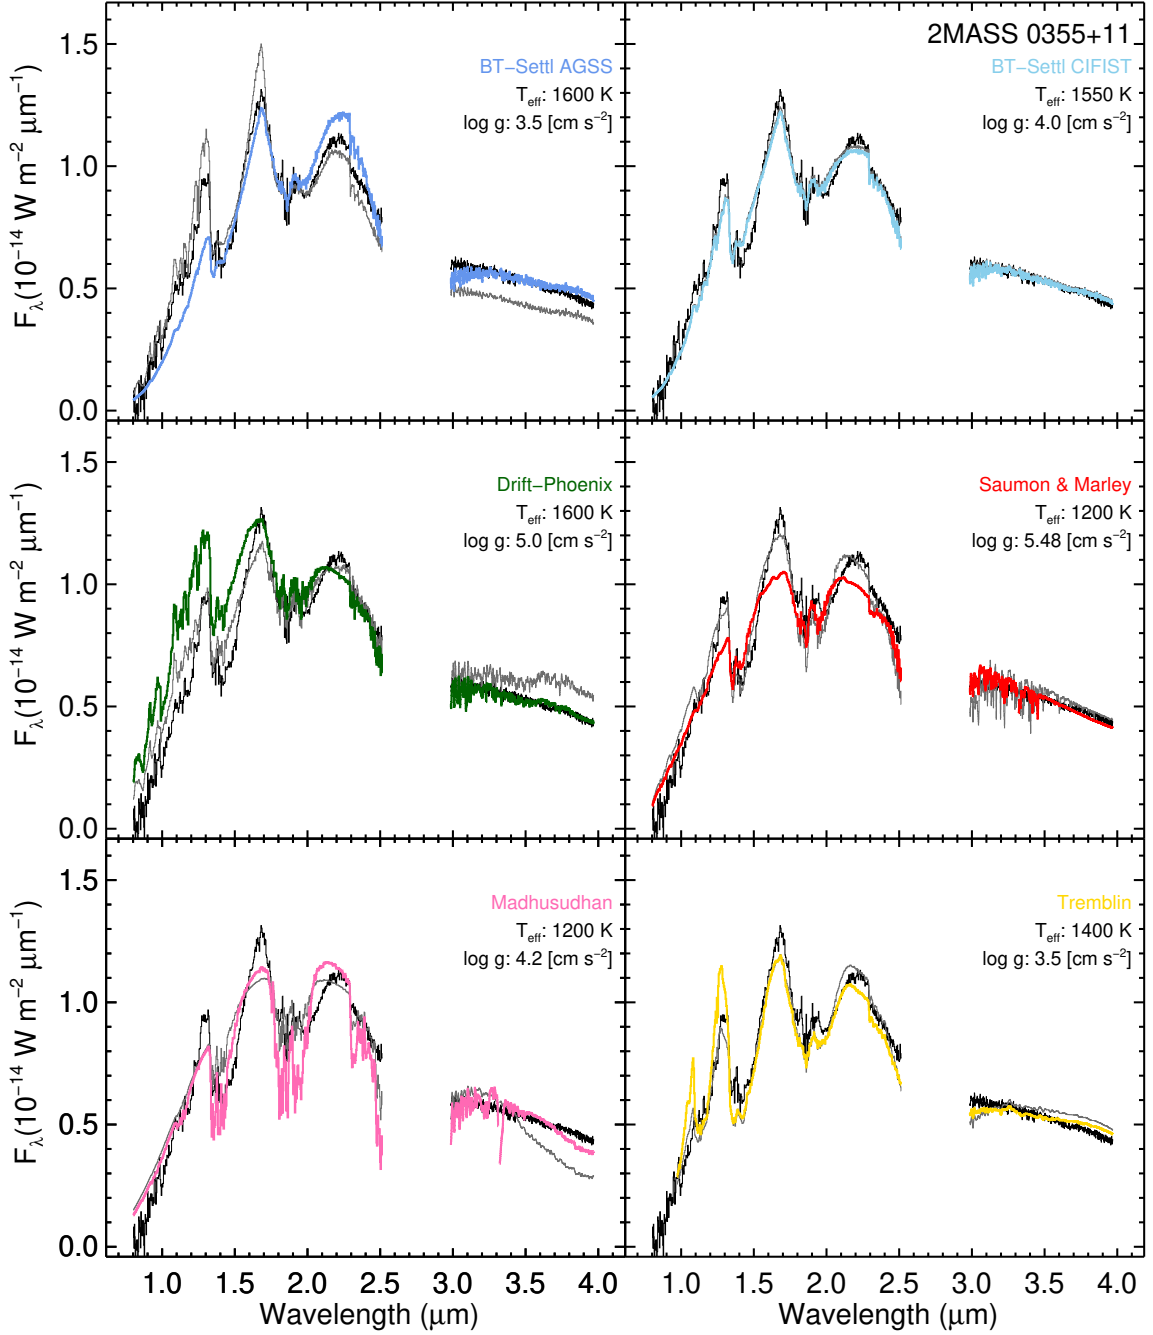 2MASS 0355+11
BT−Settl AGSS
T_eff: 1600 K
log g: 3.5 [cm s⁻²]
BT−Settl CIFIST
T_eff: 1550 K
log g: 4.0 [cm s⁻²]
1.5
1.0
0.5
0.0
F_λ(10⁻¹⁴ W m⁻² μm⁻¹)
Drift−Phoenix
T_eff: 1600 K
log g: 5.0 [cm s⁻²]
Saumon & Marley
T_eff: 1200 K
log g: 5.48 [cm s⁻²]
1.5
1.0
0.5
0.0
F_λ(10⁻¹⁴ W m⁻² μm⁻¹)
Madhusudhan
T_eff: 1200 K
log g: 4.2 [cm s⁻²]
Tremblin
T_eff: 1400 K
log g: 3.5 [cm s⁻²]
1.5
1.0
0.5
0.0
F_λ(10⁻¹⁴ W m⁻² μm⁻¹)
1.0 1.5 2.0 2.5 3.0 3.5 4.0
Wavelength (μm)
1.0 1.5 2.0 2.5 3.0 3.5 4.0
Wavelength (μm)